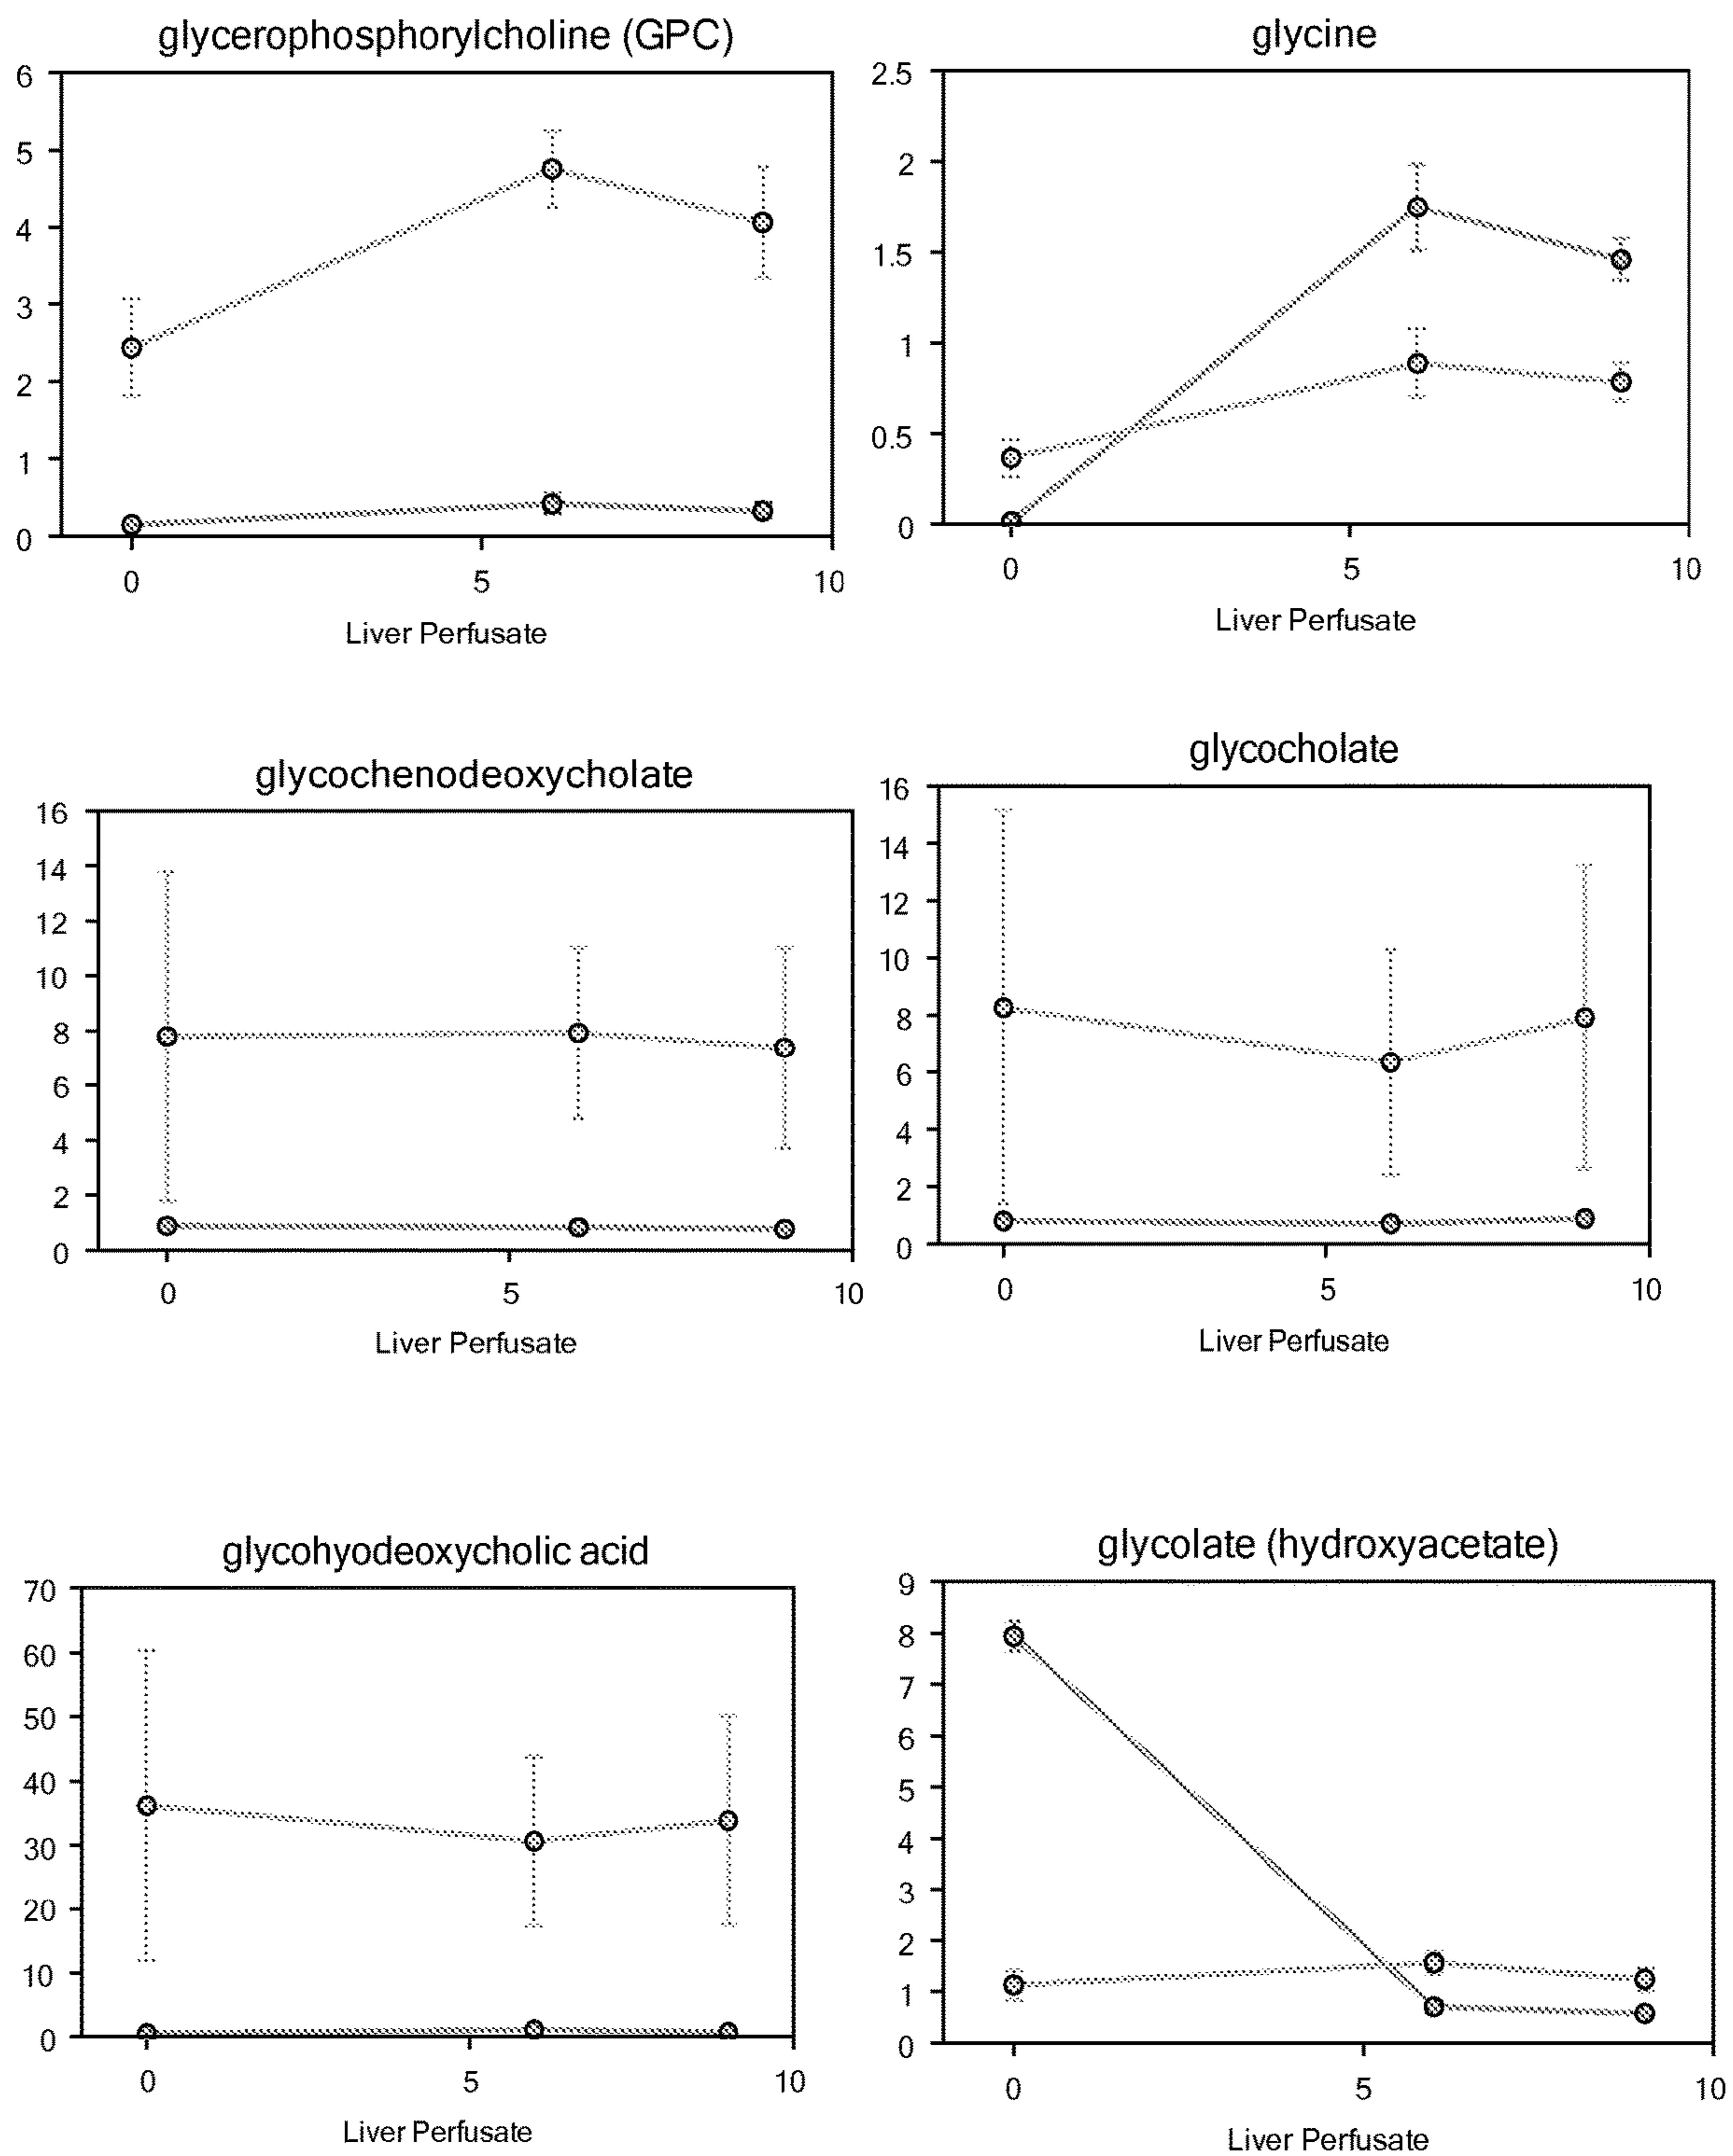 glycerophosphorylcholine (GPC)
6
5
4
3
2
1
0
0 5 10
Liver Perfusate
glycine
2.5
2
1.5
1
0.5
0
0 5 10
Liver Perfusate
glycochenodeoxycholate
16
14
12
10
8
6
4
2
0
0 5 10
Liver Perfusate
glycocholate
16
14
12
10
8
6
4
2
0
0 5 10
Liver Perfusate
glycohyodeoxycholic acid
70
60
50
40
30
20
10
0
0 5 10
Liver Perfusate
glycolate (hydroxyacetate)
9
8
7
6
5
4
3
2
1
0
0 5 10
Liver Perfusate